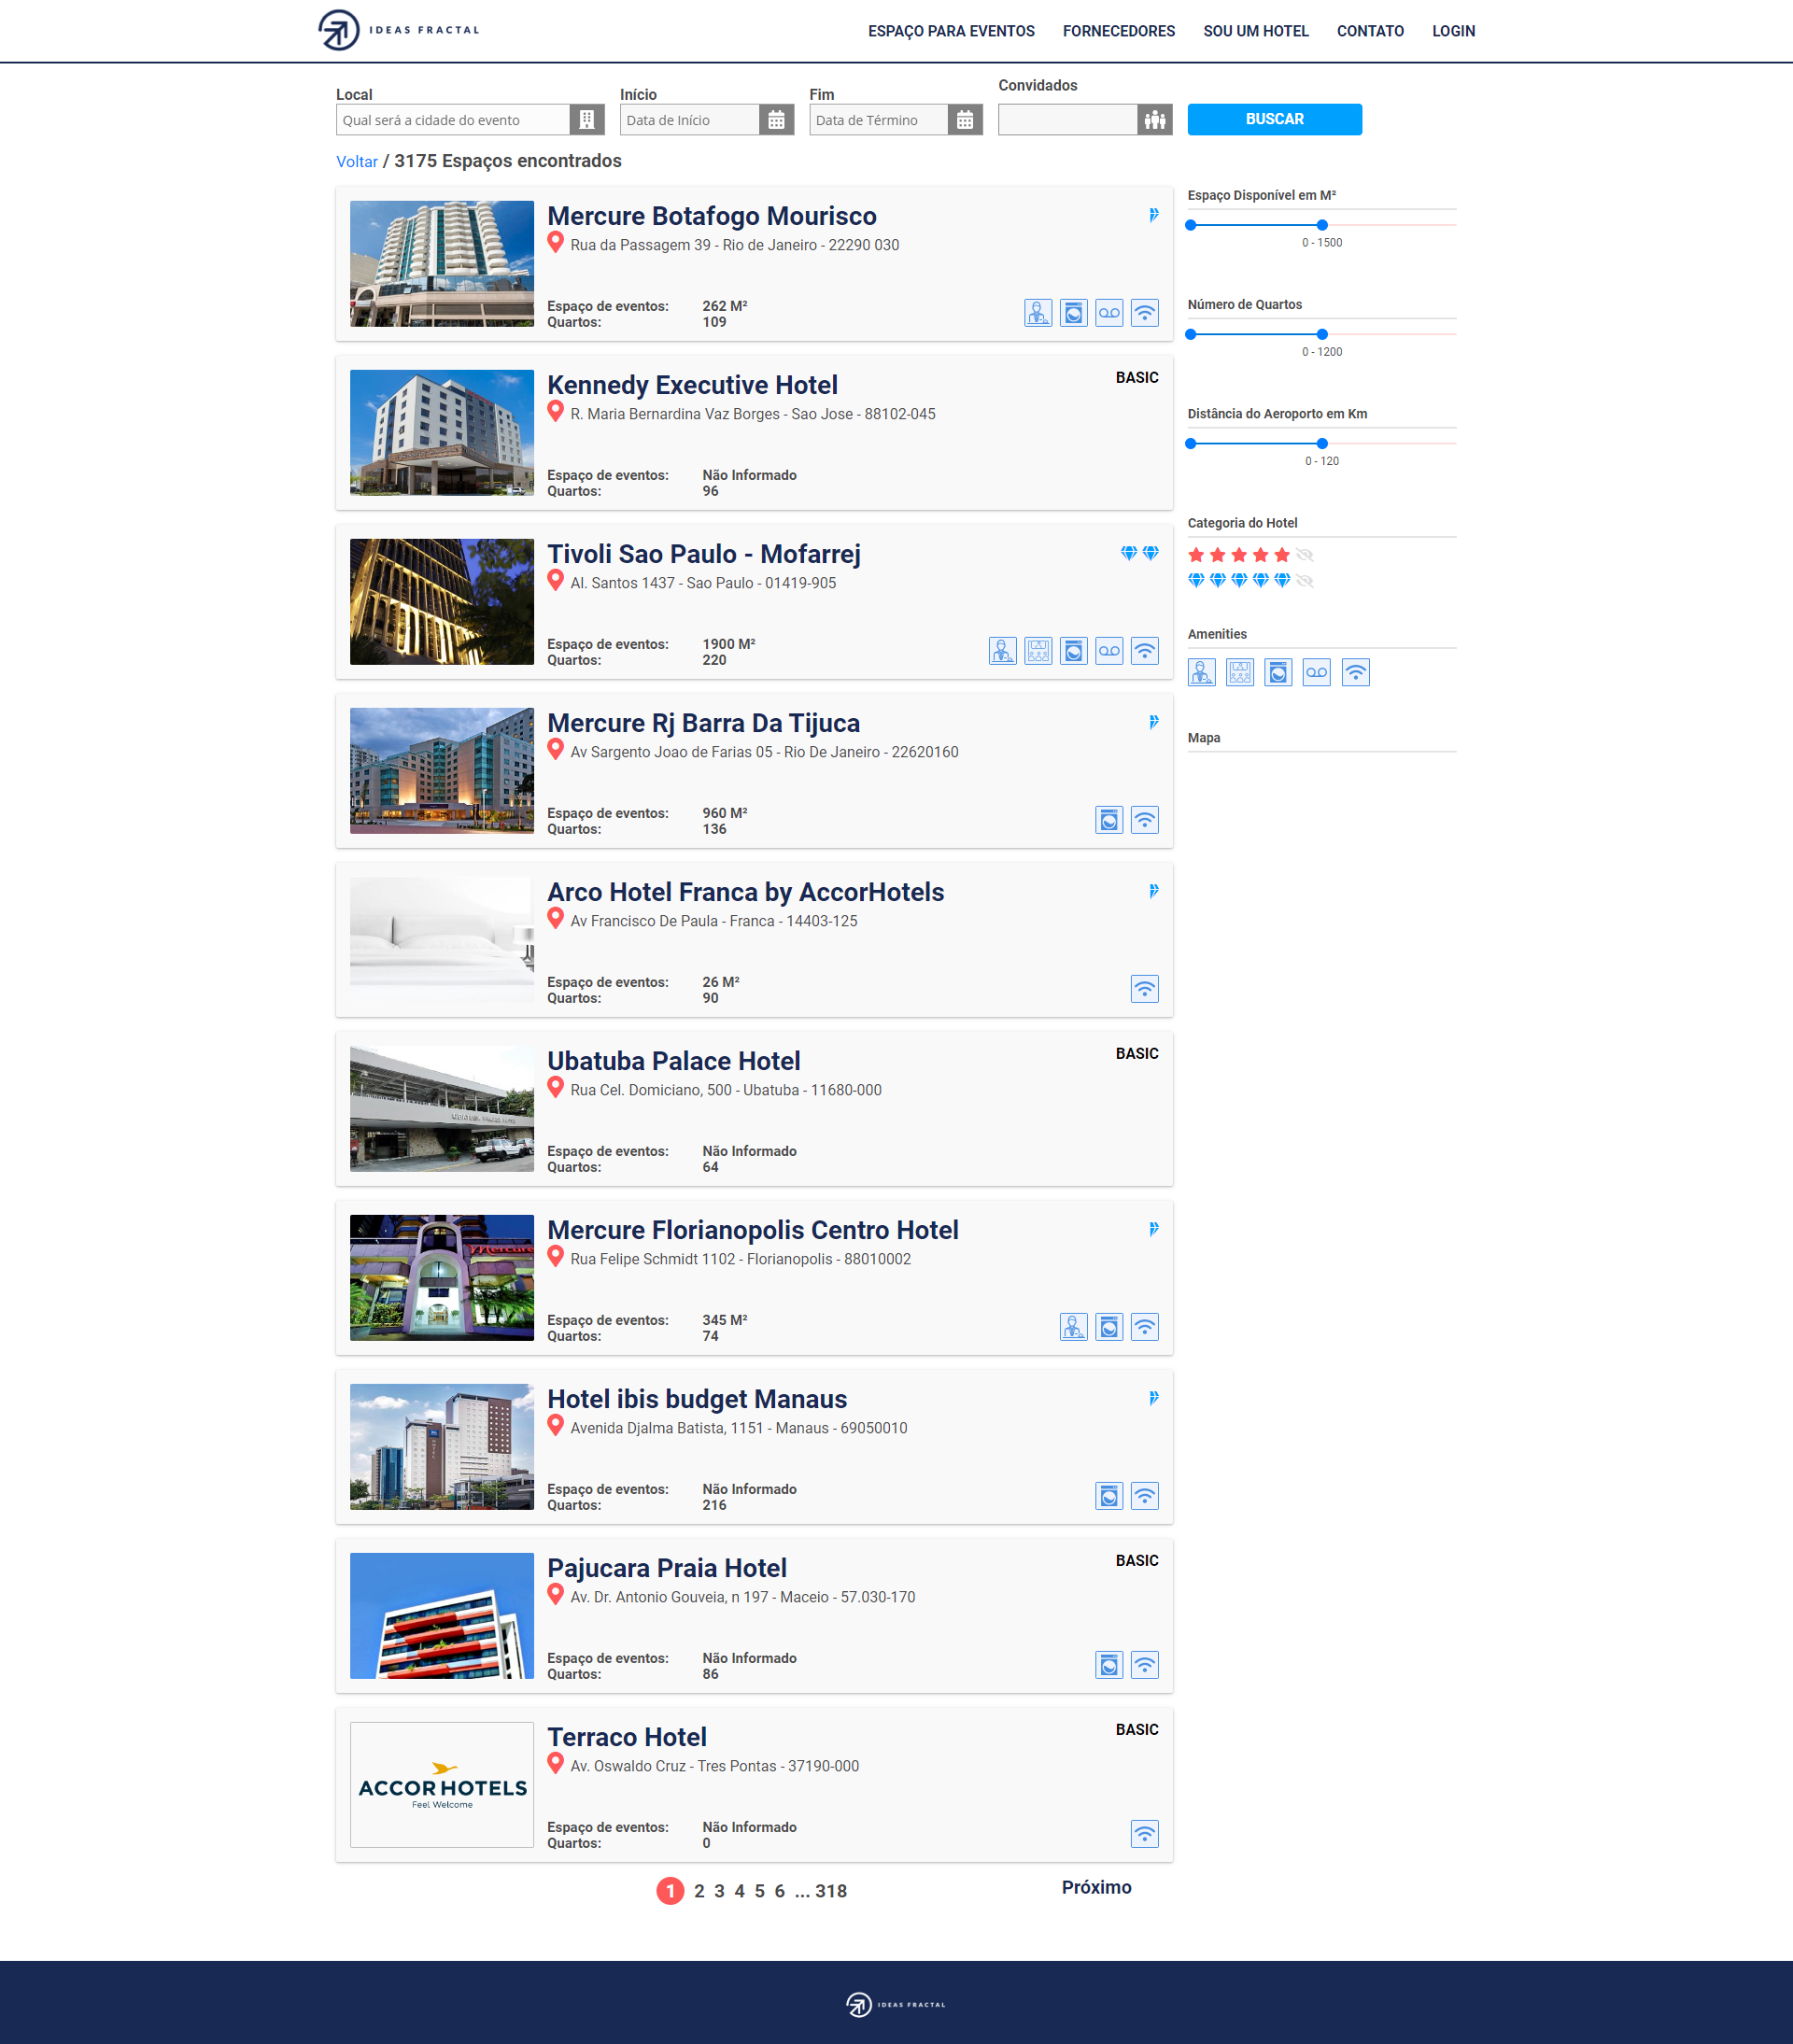 IDEAS FRACTAL
ESPAÇO PARA EVENTOS FORNECEDORES SOU UM HOTEL CONTATO LOGIN
Local Início Fim Convidados
Qual será a cidade do evento Data de Início Data de Término BUSCAR
Voltar / 3175 Espaços encontrados
Mercure Botafogo Mourisco
Rua da Passagem 39 - Rio de Janeiro - 22290 030
Espaço de eventos: 262 M²
Quartos: 109
Kennedy Executive Hotel BASIC
R. Maria Bernardina Vaz Borges - Sao Jose - 88102-045
Espaço de eventos: Não Informado
Quartos: 96
Tivoli Sao Paulo - Mofarrej
Al. Santos 1437 - Sao Paulo - 01419-905
Espaço de eventos: 1900 M²
Quartos: 220
Mercure Rj Barra Da Tijuca
Av Sargento Joao de Farias 05 - Rio De Janeiro - 22620160
Espaço de eventos: 960 M²
Quartos: 136
Arco Hotel Franca by AccorHotels
Av Francisco De Paula - Franca - 14403-125
Espaço de eventos: 26 M²
Quartos: 90
Ubatuba Palace Hotel BASIC
Rua Cel. Domiciano, 500 - Ubatuba - 11680-000
Espaço de eventos: Não Informado
Quartos: 64
Mercure
Mercure Florianopolis Centro Hotel
Rua Felipe Schmidt 1102 - Florianopolis - 88010002
Espaço de eventos: 345 M²
Quartos: 74
Hotel ibis budget Manaus
Avenida Djalma Batista, 1151 - Manaus - 69050010
Espaço de eventos: Não Informado
Quartos: 216
Pajucara Praia Hotel BASIC
Av. Dr. Antonio Gouveia, n 197 - Maceio - 57.030-170
Espaço de eventos: Não Informado
Quartos: 86
ACCOR HOTELS
Feel Welcome
Terraco Hotel BASIC
Av. Oswaldo Cruz - Tres Pontas - 37190-000
Espaço de eventos: Não Informado
Quartos: 0
1 2 3 4 5 6 ... 318 Próximo
Espaço Disponível em M²
0 - 1500
Número de Quartos
0 - 1200
Distância do Aeroporto em Km
0 - 120
Categoria do Hotel
Amenities
Mapa
IDEAS FRACTAL